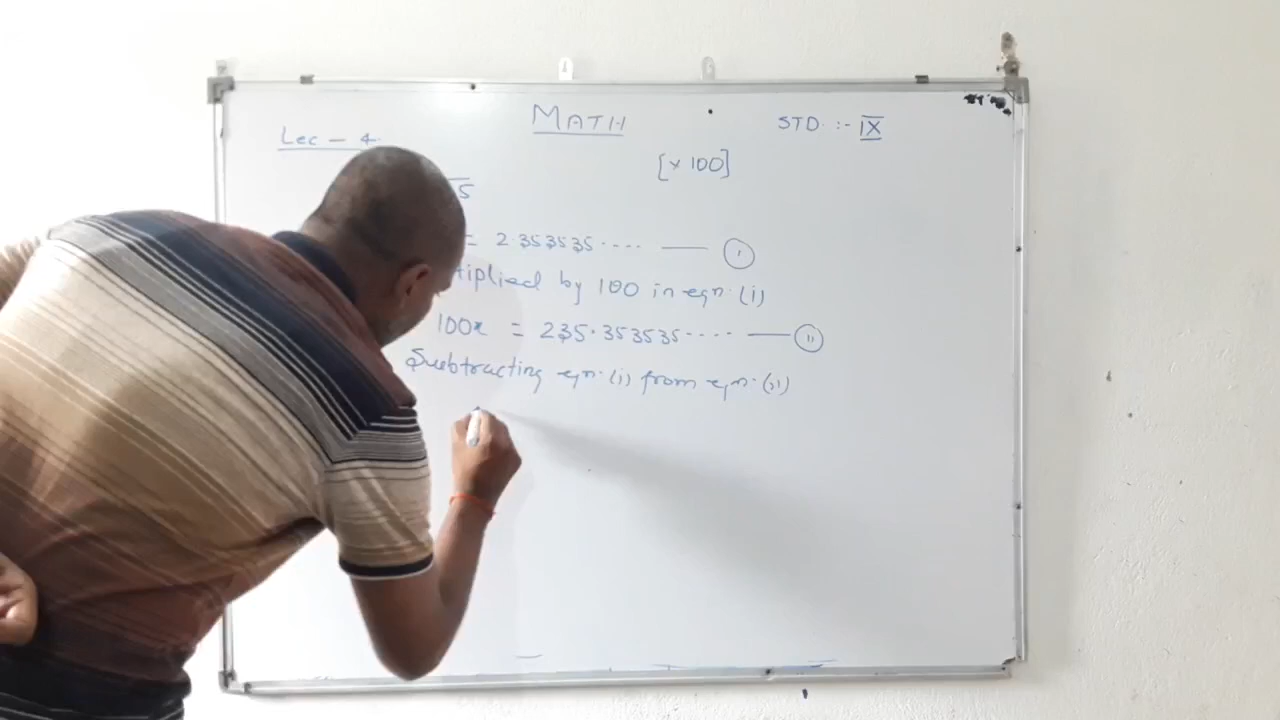 MATH
STD. :- IX
Lec - 4
[× 100]
5
= 2.353535.... —— (i)
tiplied by 100 in eqn. (i)
100x = 235.353535.... —— (ii)
Subtracting eqn. (i) from eqn. (ii)